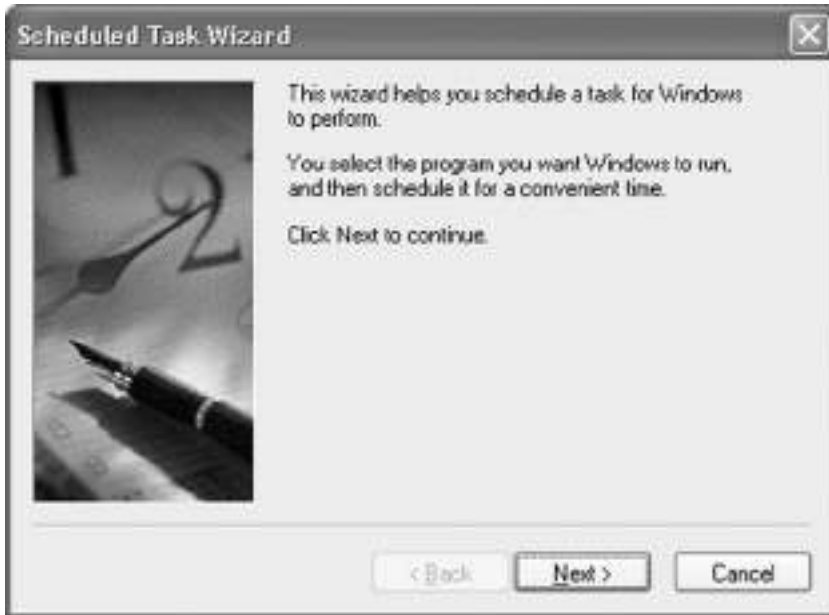 Scheduled Task Wizard
This wizard helps you schedule a task for Windows
to perform.
You select the program you want Windows to run,
and then schedule it for a convenient time.
Click Next to continue.
2
< Back
Next >
Cancel